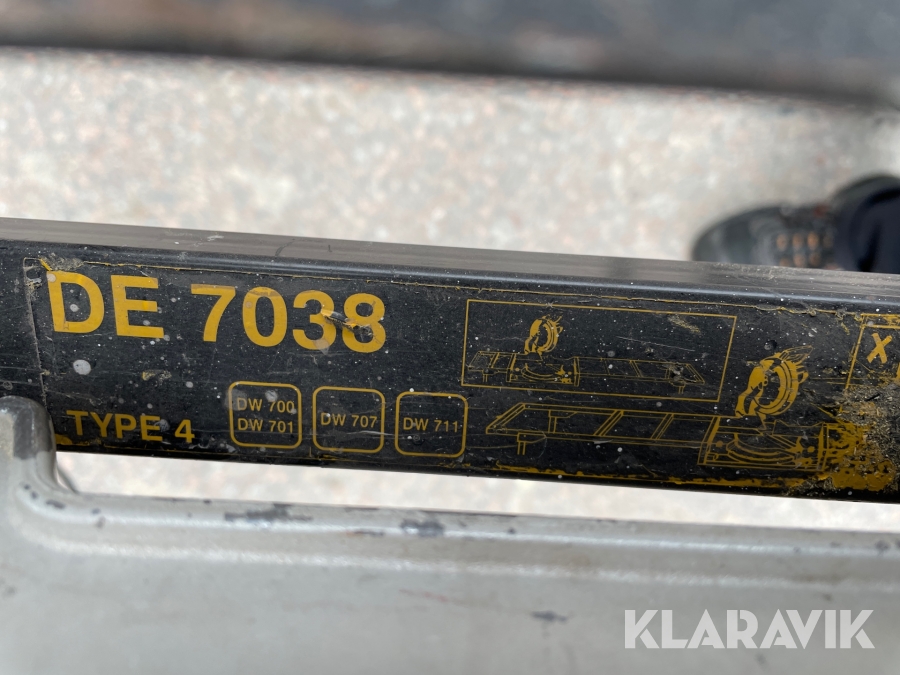 DE 7038
TYPE 4
DW 700
DW 701
DW 707
DW 711
X
KLARAVIK